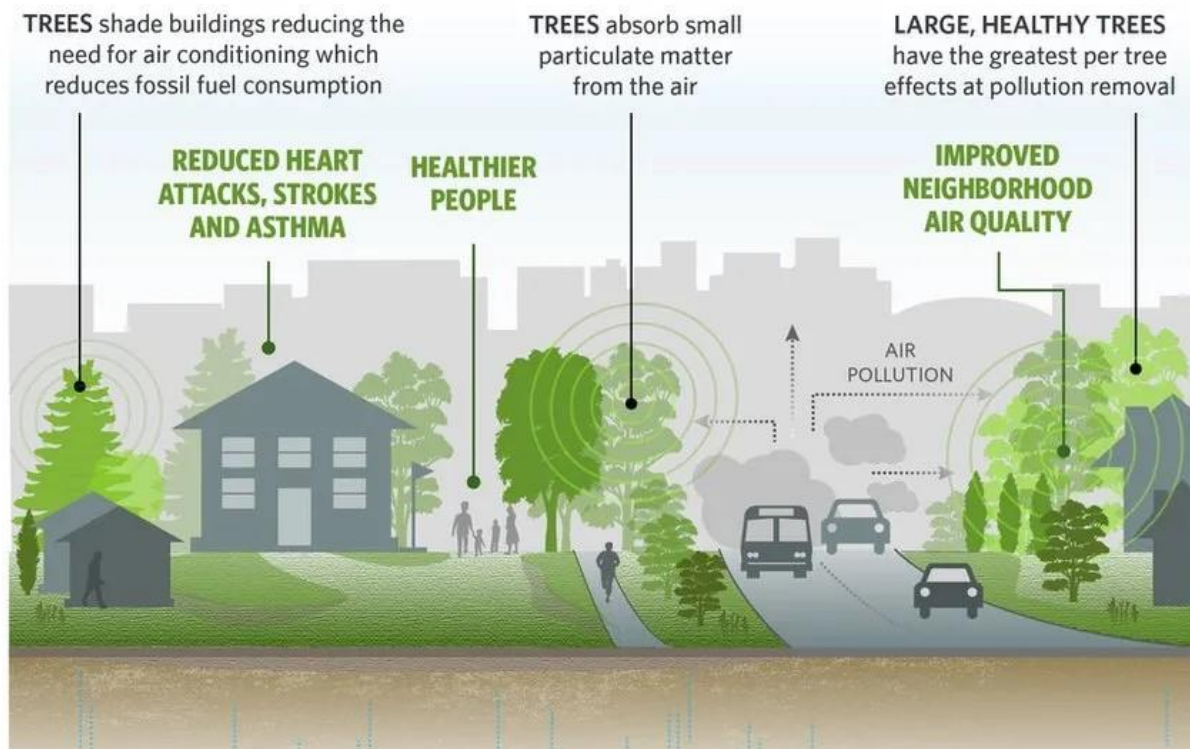 TREES shade buildings reducing the
need for air conditioning which
reduces fossil fuel consumption
TREES absorb small
particulate matter
from the air
LARGE, HEALTHY TREES
have the greatest per tree
effects at pollution removal
REDUCED HEART
ATTACKS, STROKES
AND ASTHMA
HEALTHIER
PEOPLE
IMPROVED
NEIGHBORHOOD
AIR QUALITY
AIR
POLLUTION